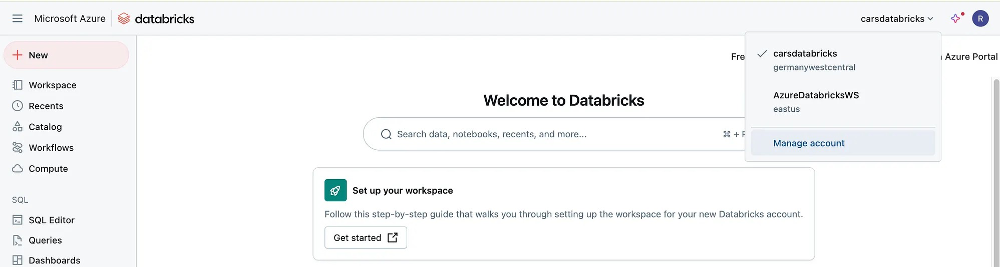 Microsoft Azure
databricks
carsdatabricks
R
New
Workspace
Recents
Catalog
Workflows
Compute
SQL
SQL Editor
Queries
Dashboards
Azure Portal
Welcome to Databricks
Search data, notebooks, recents, and more...
⌘ +
Set up your workspace
Follow this step-by-step guide that walks you through setting up the workspace for your new Databricks account.
Get started
carsdatabricks
germanywestcentral
AzureDatabricksWS
eastus
Manage account